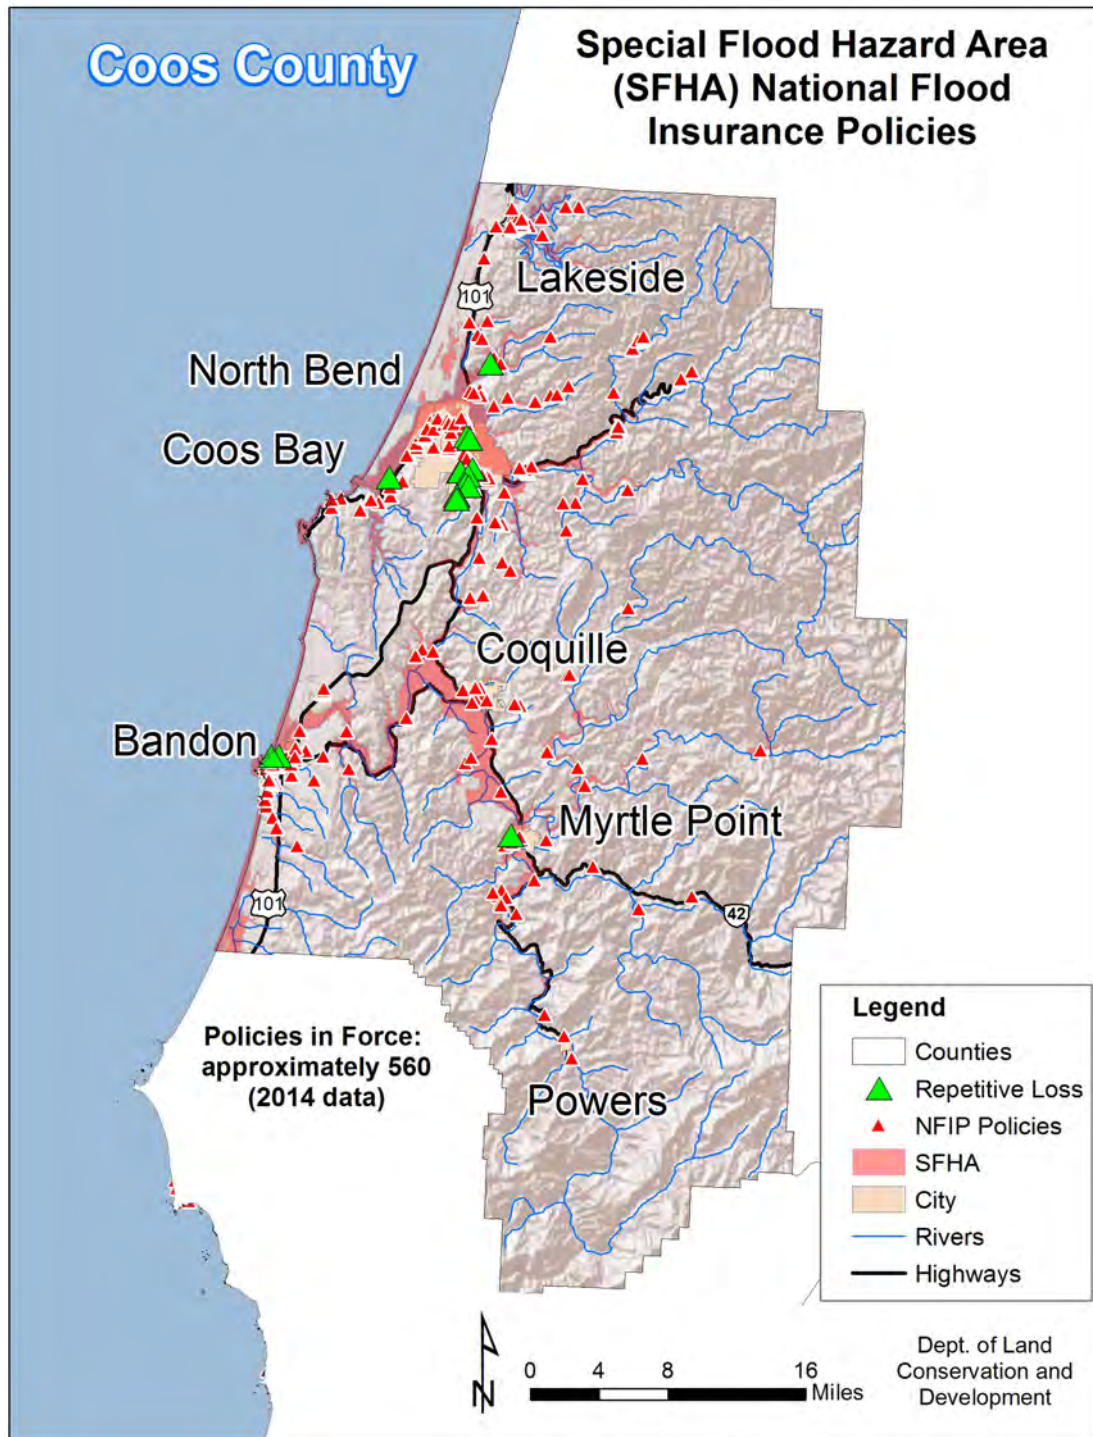 Coos County
Special Flood Hazard Area
(SFHA) National Flood
Insurance Policies
Lakeside
101
North Bend
Coos Bay
Coquille
Bandon
Myrtle Point
101
42
Policies in Force:
approximately 560
(2014 data)
Powers
Legend
Counties
Repetitive Loss
NFIP Policies
SFHA
City
Rivers
Highways
N
0 4 8 16
Miles
Dept. of Land
Conservation and
Development